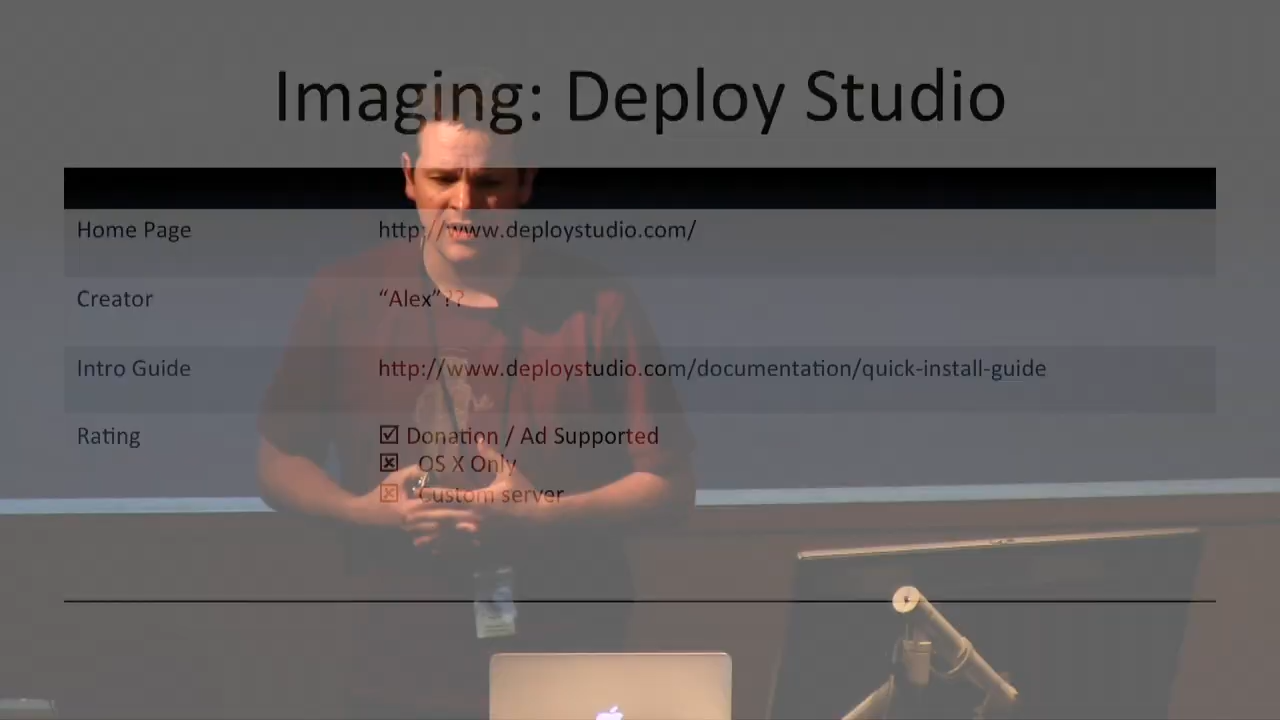 Imaging: Deploy Studio
Home Page http://www.deploystudio.com/
Creator “Alex”??
Intro Guide http://www.deploystudio.com/documentation/quick-install-guide
Rating ☑ Donation / Ad Supported
☒ OS X Only
☒ Custom server